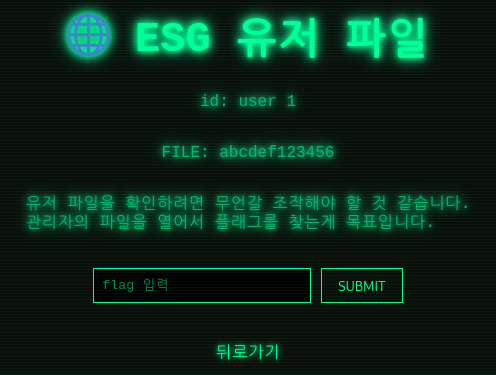 ESG 유저 파일
id: user 1
FILE: abcdef123456
유저 파일을 확인하려면 무언갈 조작해야 할 것 같습니다.
관리자의 파일을 열어서 플래그를 찾는게 목표입니다.
flag 입력
SUBMIT
뒤로가기